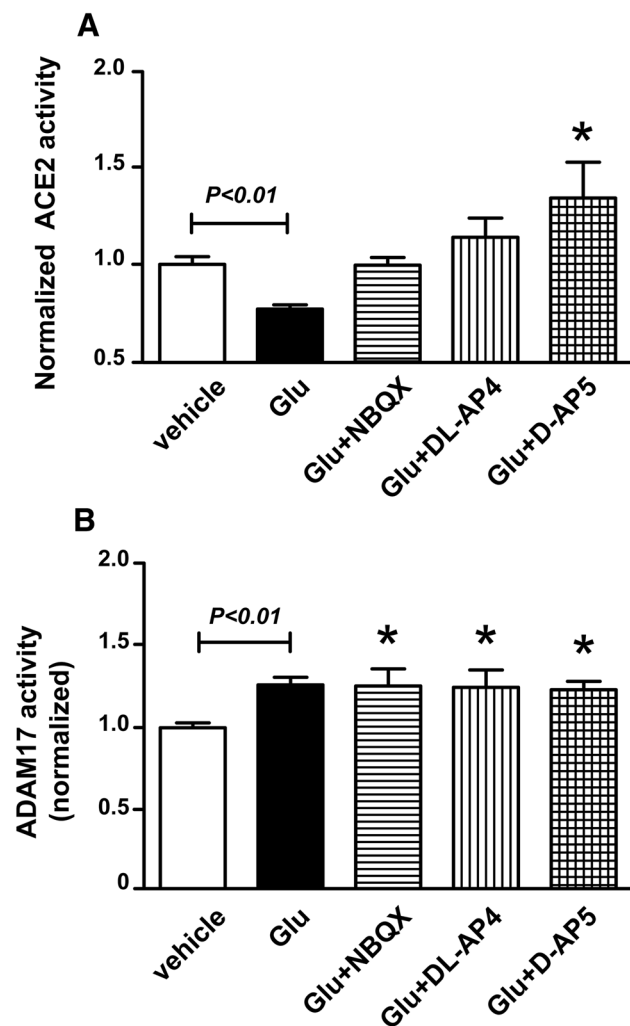 A
Normalized ACE2 activity
2.0
1.5
1.0
0.5
P<0.01
*
vehicle
Glu
Glu+NBQX
Glu+DL-AP4
Glu+D-AP5
B
ADAM17 activity
(normalized)
2.0
1.5
1.0
0.5
0
P<0.01
*
*
*
vehicle
Glu
Glu+NBQX
Glu+DL-AP4
Glu+D-AP5